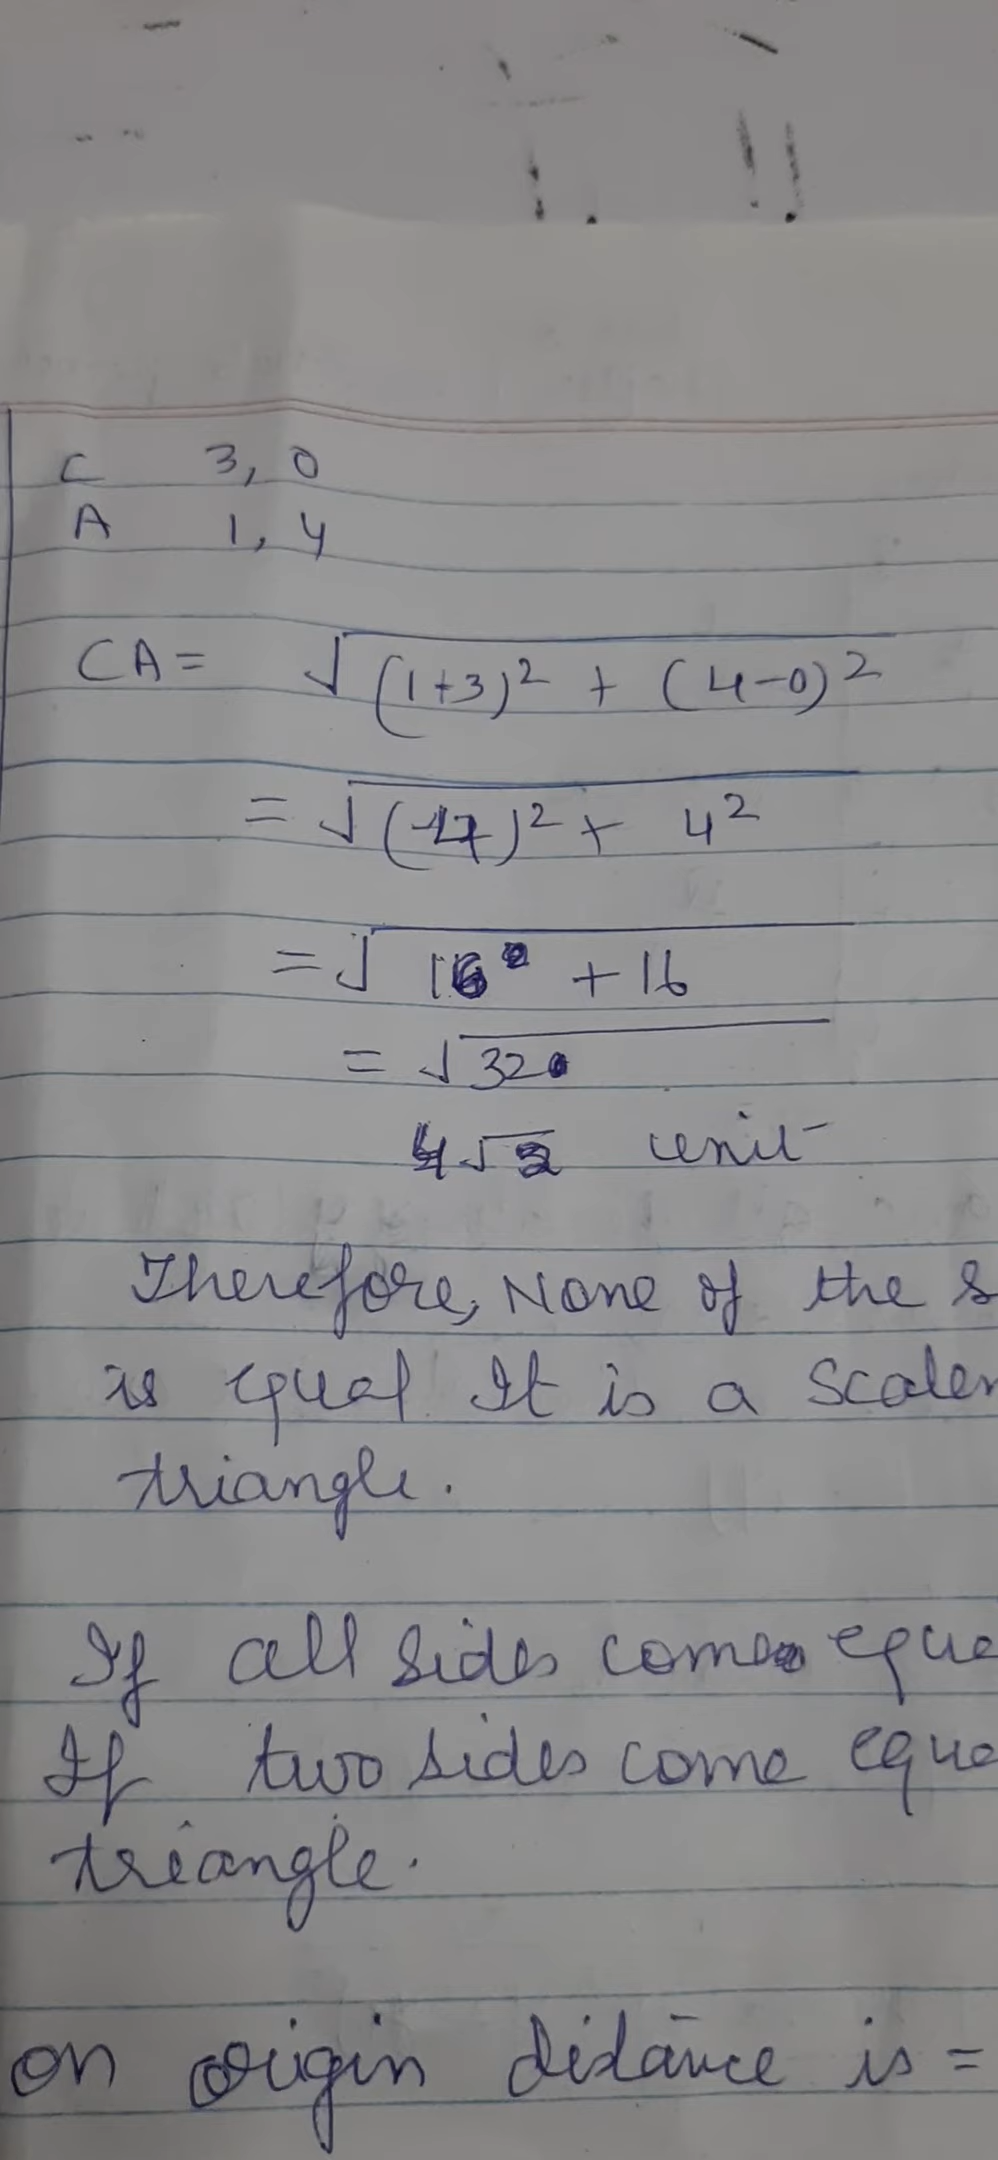 C 3, 0
A 1, 4
CA = √(1+3)² + (4-0)²
= √( )² + 4²
= √16 + 16
= √32
4√2 unit
Therefore, None of the
is equal. It is a
triangle.
If all sides come
If two sides come
triangle.
on origin distance is =